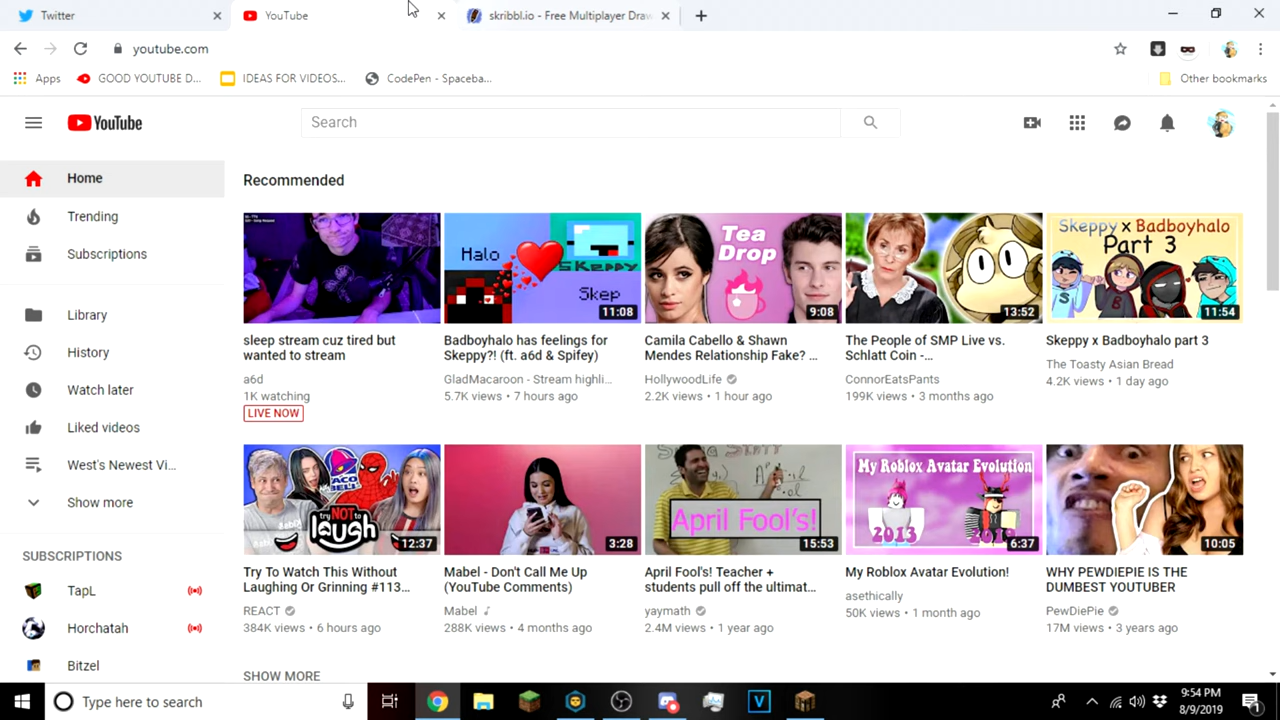 Twitter
YouTube
skribbl.io - Free Multiplayer Draw
youtube.com
Apps
GOOD YOUTUBE D...
IDEAS FOR VIDEOS...
CodePen - Spaceba...
Other bookmarks
YouTube
Search
Home
Trending
Subscriptions
Library
History
Watch later
Liked videos
West's Newest Vi...
Show more
SUBSCRIPTIONS
TapL
Horchatah
Bitzel
Recommended
sleep stream cuz tired but
wanted to stream
a6d
1K watching
LIVE NOW
Halo
SKEPPY
Skep
11:08
Badboyhalo has feelings for
Skeppy?! (ft. a6d & Spifey)
GladMacaroon - Stream highli...
5.7K views • 7 hours ago
Tea
Drop
9:08
Camila Cabello & Shawn
Mendes Relationship Fake? ...
HollywoodLife
2.2K views • 1 hour ago
13:52
The People of SMP Live vs.
Schlatt Coin -...
ConnorEatsPants
199K views • 3 months ago
Skeppy x Badboyhalo
Part 3
S
B
11:54
Skeppy x Badboyhalo part 3
The Toasty Asian Bread
4.2K views • 1 day ago
TACO
BELL
try NOT to
laugh
12:37
Try To Watch This Without
Laughing Or Grinning #113...
REACT
384K views • 6 hours ago
3:28
Mabel - Don't Call Me Up
(YouTube Comments)
Mabel
288K views • 4 months ago
April Fool's!
15:53
April Fool's! Teacher +
students pull off the ultimat...
yaymath
2.4M views • 1 year ago
My Roblox Avatar Evolution
2013
2019
6:37
My Roblox Avatar Evolution!
asethically
50K views • 1 month ago
10:05
WHY PEWDIEPIE IS THE
DUMBEST YOUTUBER
PewDiePie
17M views • 3 years ago
SHOW MORE
Type here to search
V
9:54 PM
8/9/2019
1